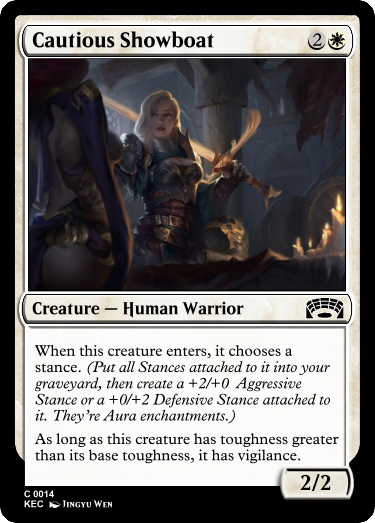 Cautious Showboat 2
Creature — Human Warrior
When this creature enters, it chooses a
stance. (Put all Stances attached to it into your
graveyard, then create a +2/+0  Aggressive
Stance or a +0/+2 Defensive Stance attached to
it. They're Aura enchantments.)
As long as this creature has toughness greater
than its base toughness, it has vigilance.
2/2
C 0014
KEC Jingyu Wen